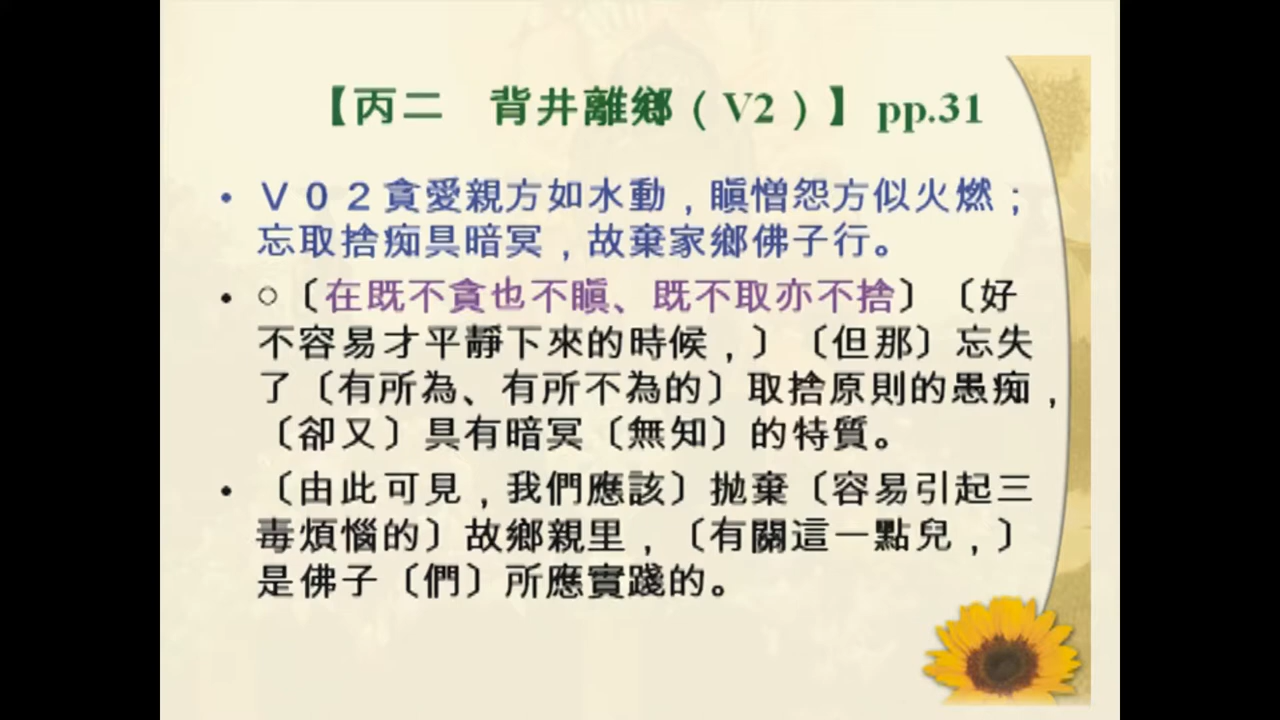 【丙二　背井離鄉（V2）】pp.31
• Ｖ０２貪愛親方如水動，瞋憎怨方似火燃；
忘取捨痴具暗冥，故棄家鄉佛子行。
• ○〔在既不貪也不瞋、既不取亦不捨〕〔好
不容易才平靜下來的時候，〕〔但那〕忘失
了〔有所為、有所不為的〕取捨原則的愚痴，
〔卻又〕具有暗冥〔無知〕的特質。
• 〔由此可見，我們應該〕拋棄〔容易引起三
毒煩惱的〕故鄉親里，〔有關這一點兒，〕
是佛子〔們〕所應實踐的。